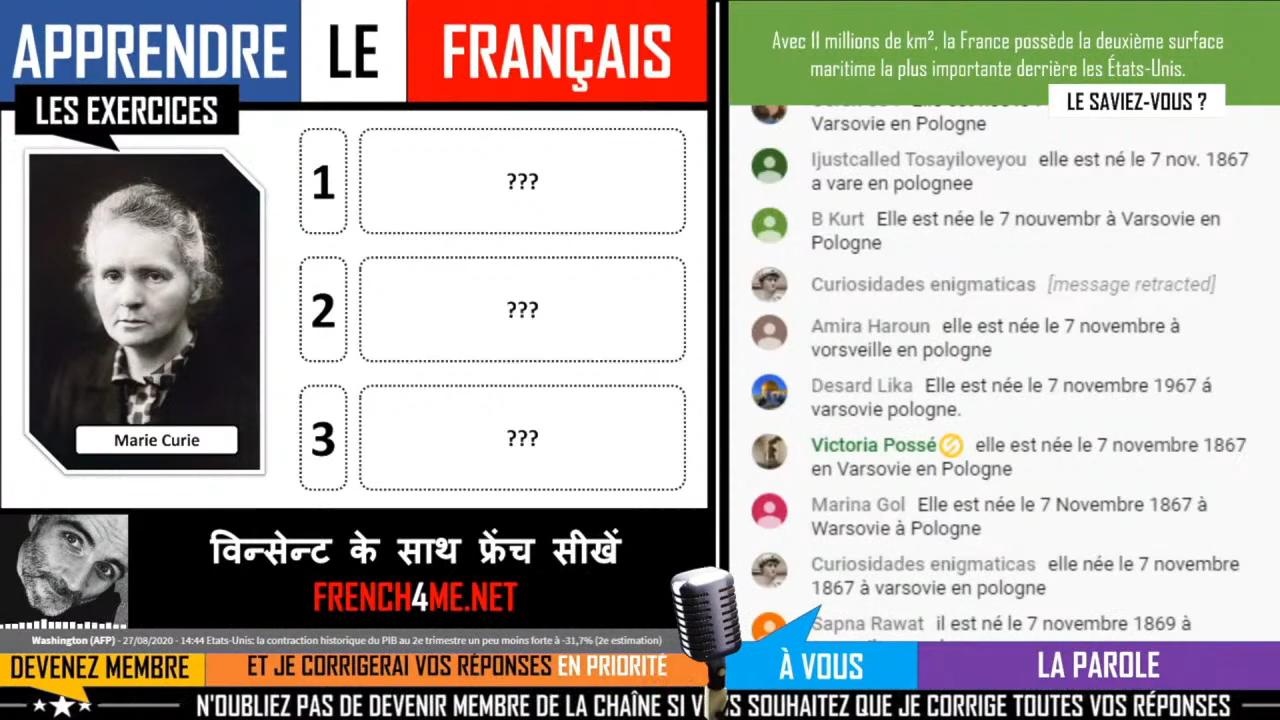 APPRENDRE LE FRANÇAIS
LES EXERCICES
1 ???
2 ???
3 ???
Marie Curie
विन्सेन्ट के साथ फ्रेंच सीखें
FRENCH4ME.NET
Washington (AFP) - 27/08/2020 - 14:44 Etats-Unis: la contraction historique du PIB au 2e trimestre un peu moins forte à -31,7% (2e estimation)
DEVENEZ MEMBRE ET JE CORRIGERAI VOS RÉPONSES EN PRIORITÉ
Avec 11 millions de km², la France possède la deuxième surface
maritime la plus importante derrière les États-Unis.
LE SAVIEZ-VOUS ?
Varsovie en Pologne
Ijustcalled Tosayiloveyou elle est né le 7 nov. 1867
a vare en polognee
B Kurt Elle est née le 7 nouvembr à Varsovie en
Pologne
Curiosidades enigmaticas [message retracted]
Amira Haroun elle est née le 7 novembre à
vorsveille en pologne
Desard Lika Elle est née le 7 novembre 1967 á
varsovie pologne.
Victoria Possé elle est née le 7 novembre 1867
en Varsovie en Pologne
Marina Gol Elle est née le 7 Novembre 1867 à
Warsovie à Pologne
Curiosidades enigmaticas elle née le 7 novembre
1867 à varsovie en pologne
Sapna Rawat il est né le 7 novembre 1869 à
À VOUS LA PAROLE
N'OUBLIEZ PAS DE DEVENIR MEMBRE DE LA CHAÎNE SI SOUHAITEZ QUE JE CORRIGE TOUTES VOS RÉPONSES